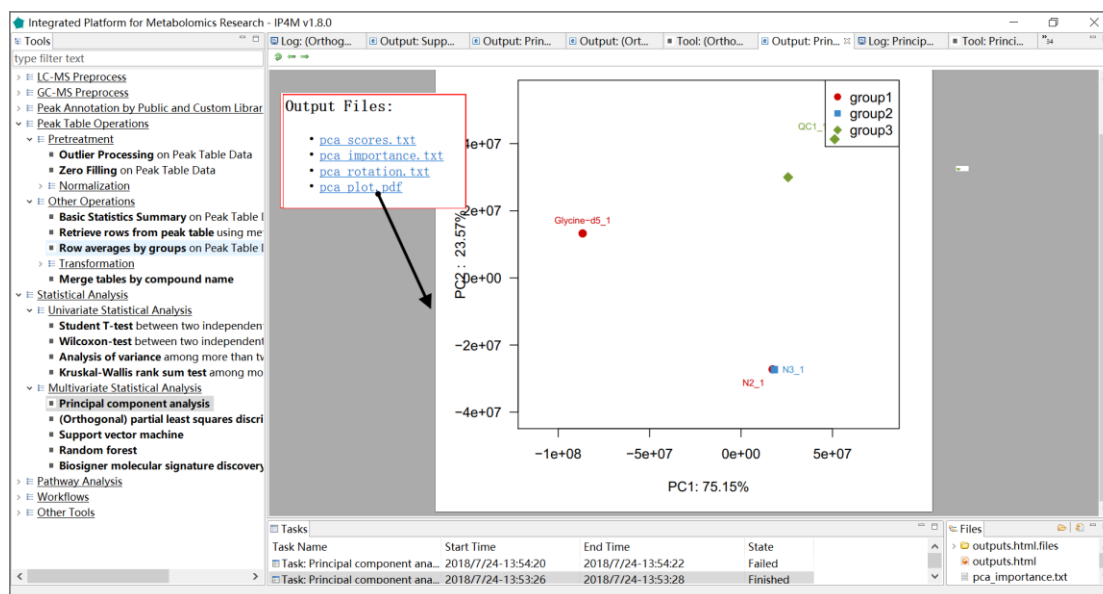 Integrated Platform for Metabolomics Research - IP4M v1.8.0
Tools
type filter text
LC-MS Preprocess
GC-MS Preprocess
Peak Annotation by Public and Custom Librar
Peak Table Operations
Pretreatment
Outlier Processing on Peak Table Data
Zero Filling on Peak Table Data
Normalization
Other Operations
Basic Statistics Summary on Peak Table
Retrieve rows from peak table using me
Row averages by groups on Peak Table
Transformation
Merge tables by compound name
Statistical Analysis
Univariate Statistical Analysis
Student T-test between two independen
Wilcoxon-test between two independent
Analysis of variance among more than tw
Kruskal-Wallis rank sum test among mo
Multivariate Statistical Analysis
Principal component analysis
(Orthogonal) partial least squares discri
Support vector machine
Random forest
Biosigner molecular signature discovery
Pathway Analysis
Workflows
Other Tools
Log: (Orthog... Output: Supp... Output: Prin... Output: (Ort... Tool: (Ortho... Output: Prin... Log: Princip... Tool: Princi... »34
Output Files:
• pca_scores.txt
• pca_importance.txt
• pca_rotation.txt
• pca_plot.pdf
group1
group2
group3
QC1_1
Glycine-d5_1
N2_1
N3_1
4e+07
2e+07
0e+00
−2e+07
−4e+07
PC2 : 23.57%
−1e+08 −5e+07 0e+00 5e+07
PC1: 75.15%
Tasks
Task Name Start Time End Time State
Task: Principal component ana... 2018/7/24-13:54:20 2018/7/24-13:54:22 Failed
Task: Principal component ana... 2018/7/24-13:53:26 2018/7/24-13:53:28 Finished
Files
outputs.html.files
outputs.html
pca_importance.txt